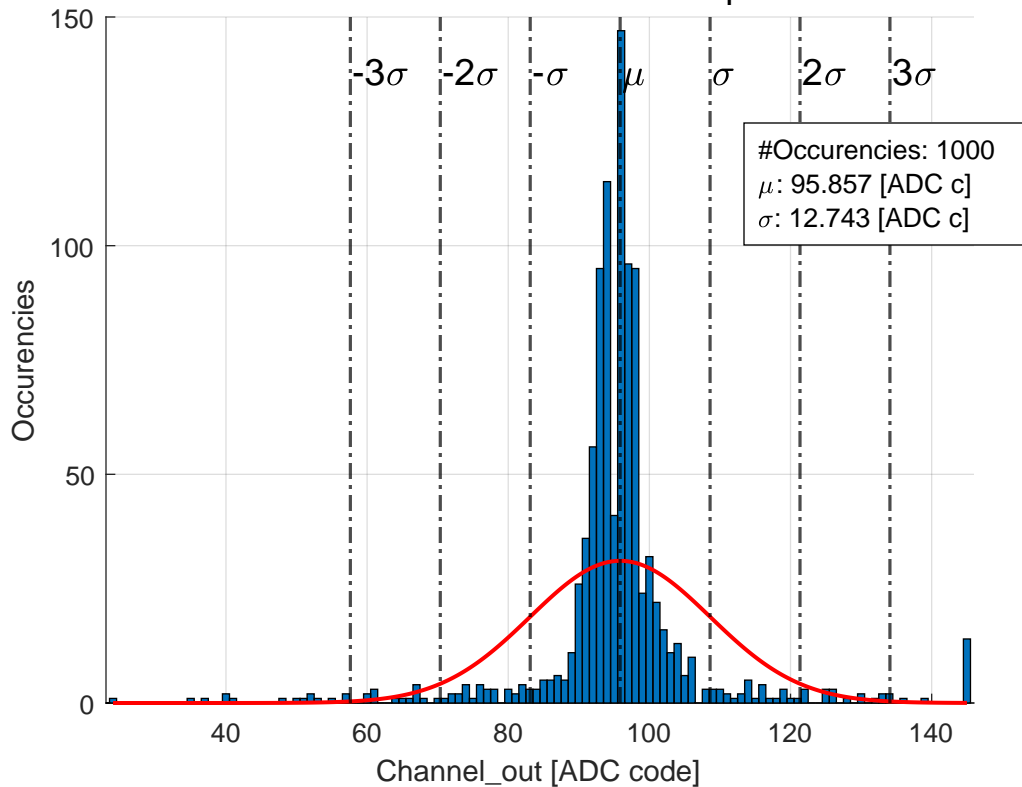 150
-3σ -2σ -σ μ σ 2σ 3σ
#Occurencies: 1000
μ: 95.857 [ADC c]
σ: 12.743 [ADC c]
100
Occurencies
50
0
40 60 80 100 120 140
Channel_out [ADC code]